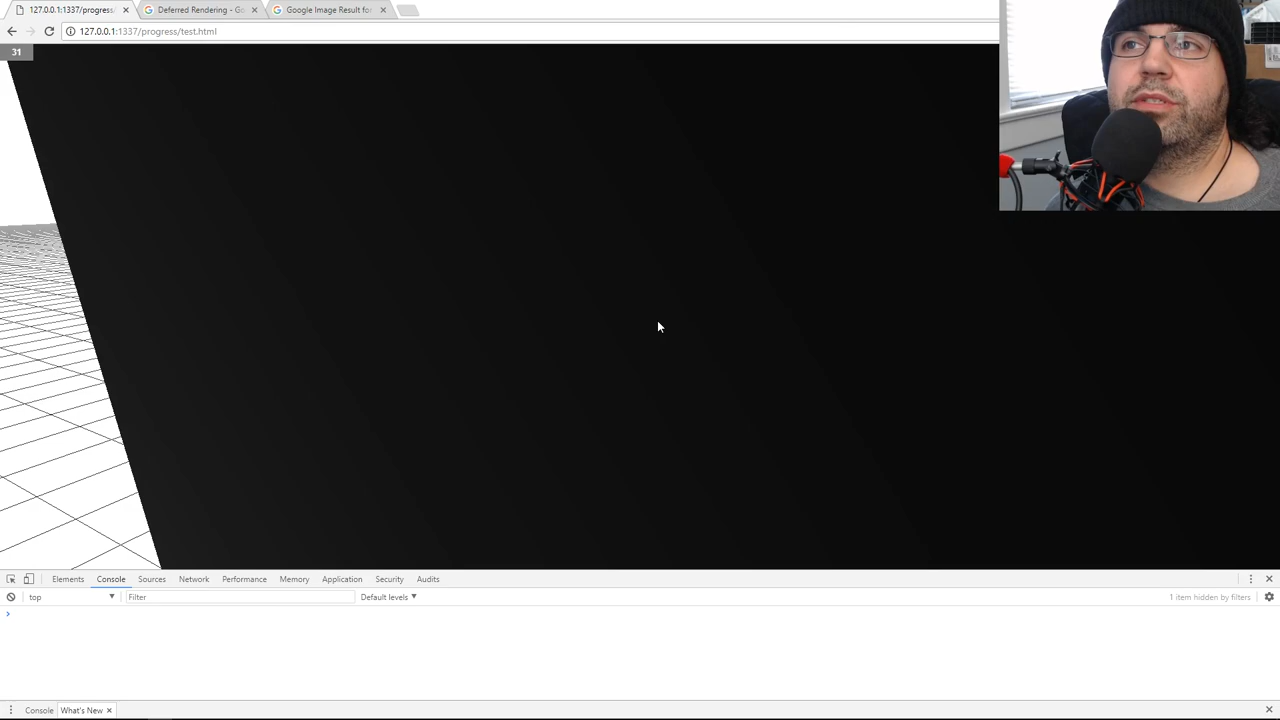 127.0.0.1:1337/progress
Deferred Rendering - Go
Google Image Result for
127.0.0.1:1337/progress/test.html
31
Elements Console Sources Network Performance Memory Application Security Audits
top Filter Default levels 1 item hidden by filters
Console What's New